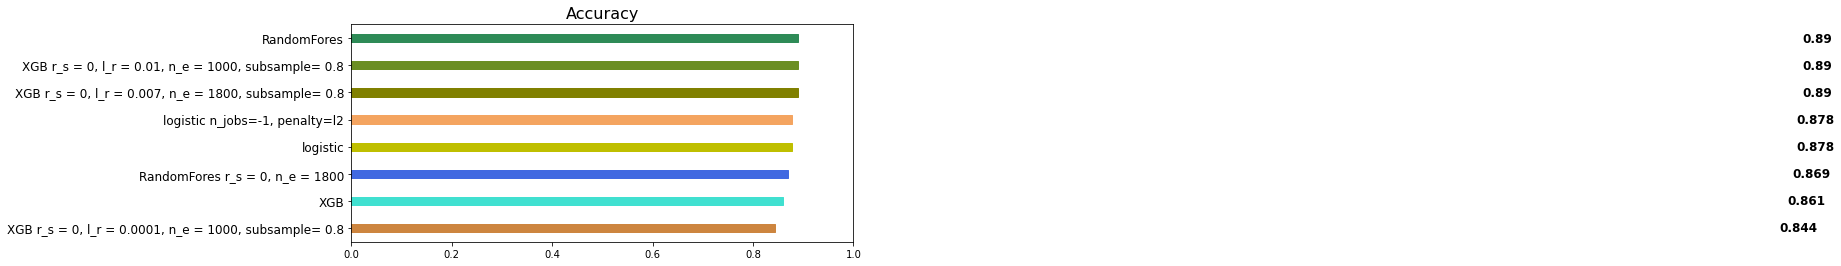 Accuracy
RandomFores 0.89
XGB r_s = 0, l_r = 0.01, n_e = 1000, subsample= 0.8 0.89
XGB r_s = 0, l_r = 0.007, n_e = 1800, subsample= 0.8 0.89
logistic n_jobs=-1, penalty=l2 0.878
logistic 0.878
RandomFores r_s = 0, n_e = 1800 0.869
XGB 0.861
XGB r_s = 0, l_r = 0.0001, n_e = 1000, subsample= 0.8 0.844
0.0 0.2 0.4 0.6 0.8 1.0